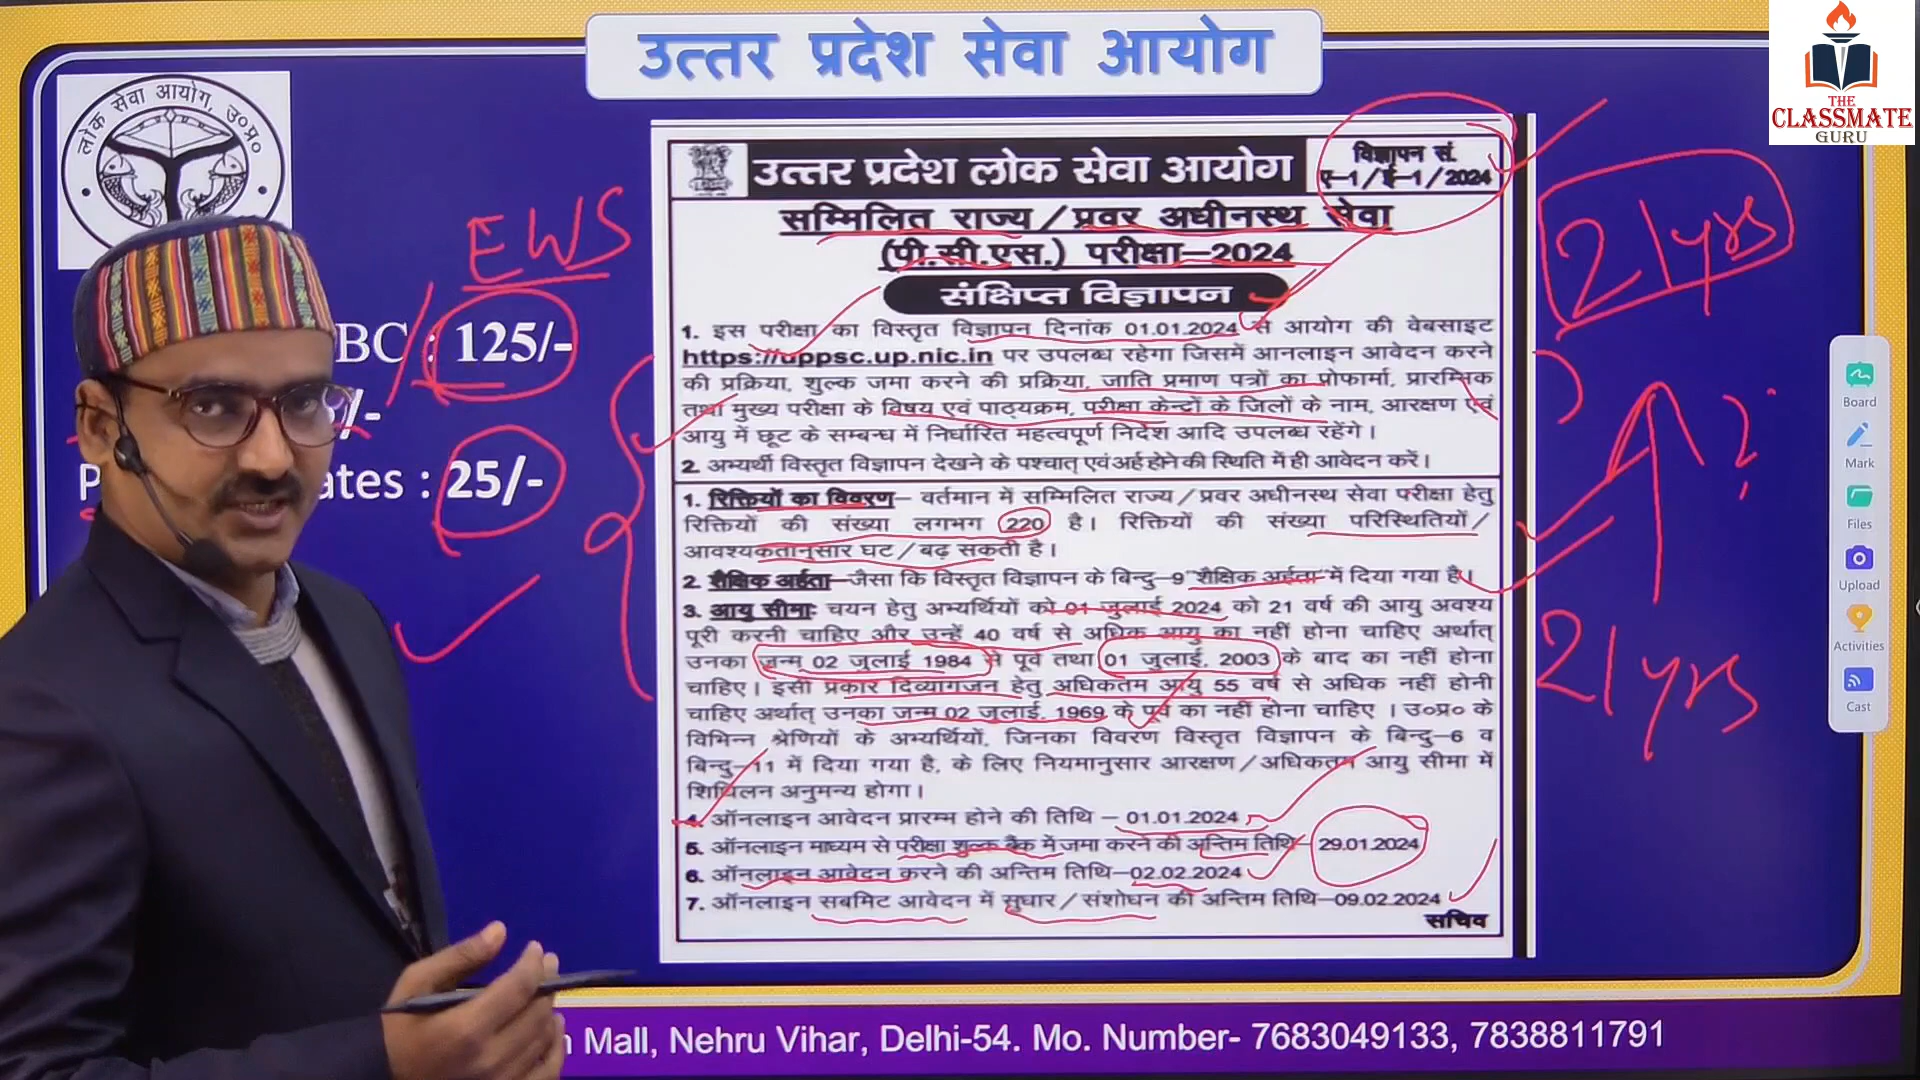 उत्तर प्रदेश सेवा आयोग
THE
CLASSMATE
GURU
लोक सेवा आयोग, उ०प्र०
EWS
BC : 125/-
/-
ates : 25/-
उत्तर प्रदेश लोक सेवा आयोग
विज्ञापन सं.
ए-1/ई-1/2024
सम्मिलित राज्य/प्रवर अधीनस्थ सेवा
(पी.सी.एस.) परीक्षा–2024
संक्षिप्त विज्ञापन
1. इस परीक्षा का विस्तृत विज्ञापन दिनांक 01.01.2024 से आयोग की वेबसाइट
https://uppsc.up.nic.in पर उपलब्ध रहेगा जिसमें आनलाइन आवेदन करने
की प्रक्रिया, शुल्क जमा करने की प्रक्रिया, जाति प्रमाण पत्रों का प्रोफार्मा, प्रारम्भिक
तथा मुख्य परीक्षा के विषय एवं पाठ्यक्रम, परीक्षा केन्द्रों के जिलों के नाम, आरक्षण एवं
आयु में छूट के सम्बन्ध में निर्धारित महत्वपूर्ण निर्देश आदि उपलब्ध रहेंगे।
2. अभ्यर्थी विस्तृत विज्ञापन देखने के पश्चात् एवं अर्ह होने की स्थिति में ही आवेदन करें।
1. रिक्तियों का विवरण– वर्तमान में सम्मिलित राज्य/प्रवर अधीनस्थ सेवा परीक्षा हेतु
रिक्तियों की संख्या लगभग 220 है। रिक्तियों की संख्या परिस्थितियों/
आवश्यकतानुसार घट/बढ़ सकती है।
2. शैक्षिक अर्हता–जैसा कि विस्तृत विज्ञापन के बिन्दु–9 "शैक्षिक अर्हता" में दिया गया है।
3. आयु सीमाः चयन हेतु अभ्यर्थियों को 01 जुलाई 2024 को 21 वर्ष की आयु अवश्य
पूरी करनी चाहिए और उन्हें 40 वर्ष से अधिक आयु का नहीं होना चाहिए अर्थात्
उनका जन्म 02 जुलाई 1984 से पूर्व तथा 01 जुलाई, 2003 के बाद का नहीं होना
चाहिए। इसी प्रकार दिव्यांगजन हेतु अधिकतम आयु 55 वर्ष से अधिक नहीं होनी
चाहिए अर्थात् उनका जन्म 02 जुलाई, 1969 के पूर्व का नहीं होना चाहिए । उ०प्र० के
विभिन्न श्रेणियों के अभ्यर्थियों, जिनका विवरण विस्तृत विज्ञापन के बिन्दु–6 व
बिन्दु–11 में दिया गया है, के लिए नियमानुसार आरक्षण/अधिकतम आयु सीमा में
शिथिलन अनुमन्य होगा।
4. ऑनलाइन आवेदन प्रारम्भ होने की तिथि – 01.01.2024
5. ऑनलाइन माध्यम से परीक्षा शुल्क बैंक में जमा करने की अन्तिम तिथि– 29.01.2024
6. ऑनलाइन आवेदन करने की अन्तिम तिथि–02.02.2024
7. ऑनलाइन सबमिट आवेदन में सुधार/संशोधन की अन्तिम तिथि–09.02.2024
सचिव
21yrs
?
21yrs
Board
Mark
Files
Upload
Activities
Cast
Mall, Nehru Vihar, Delhi-54. Mo. Number- 7683049133, 7838811791